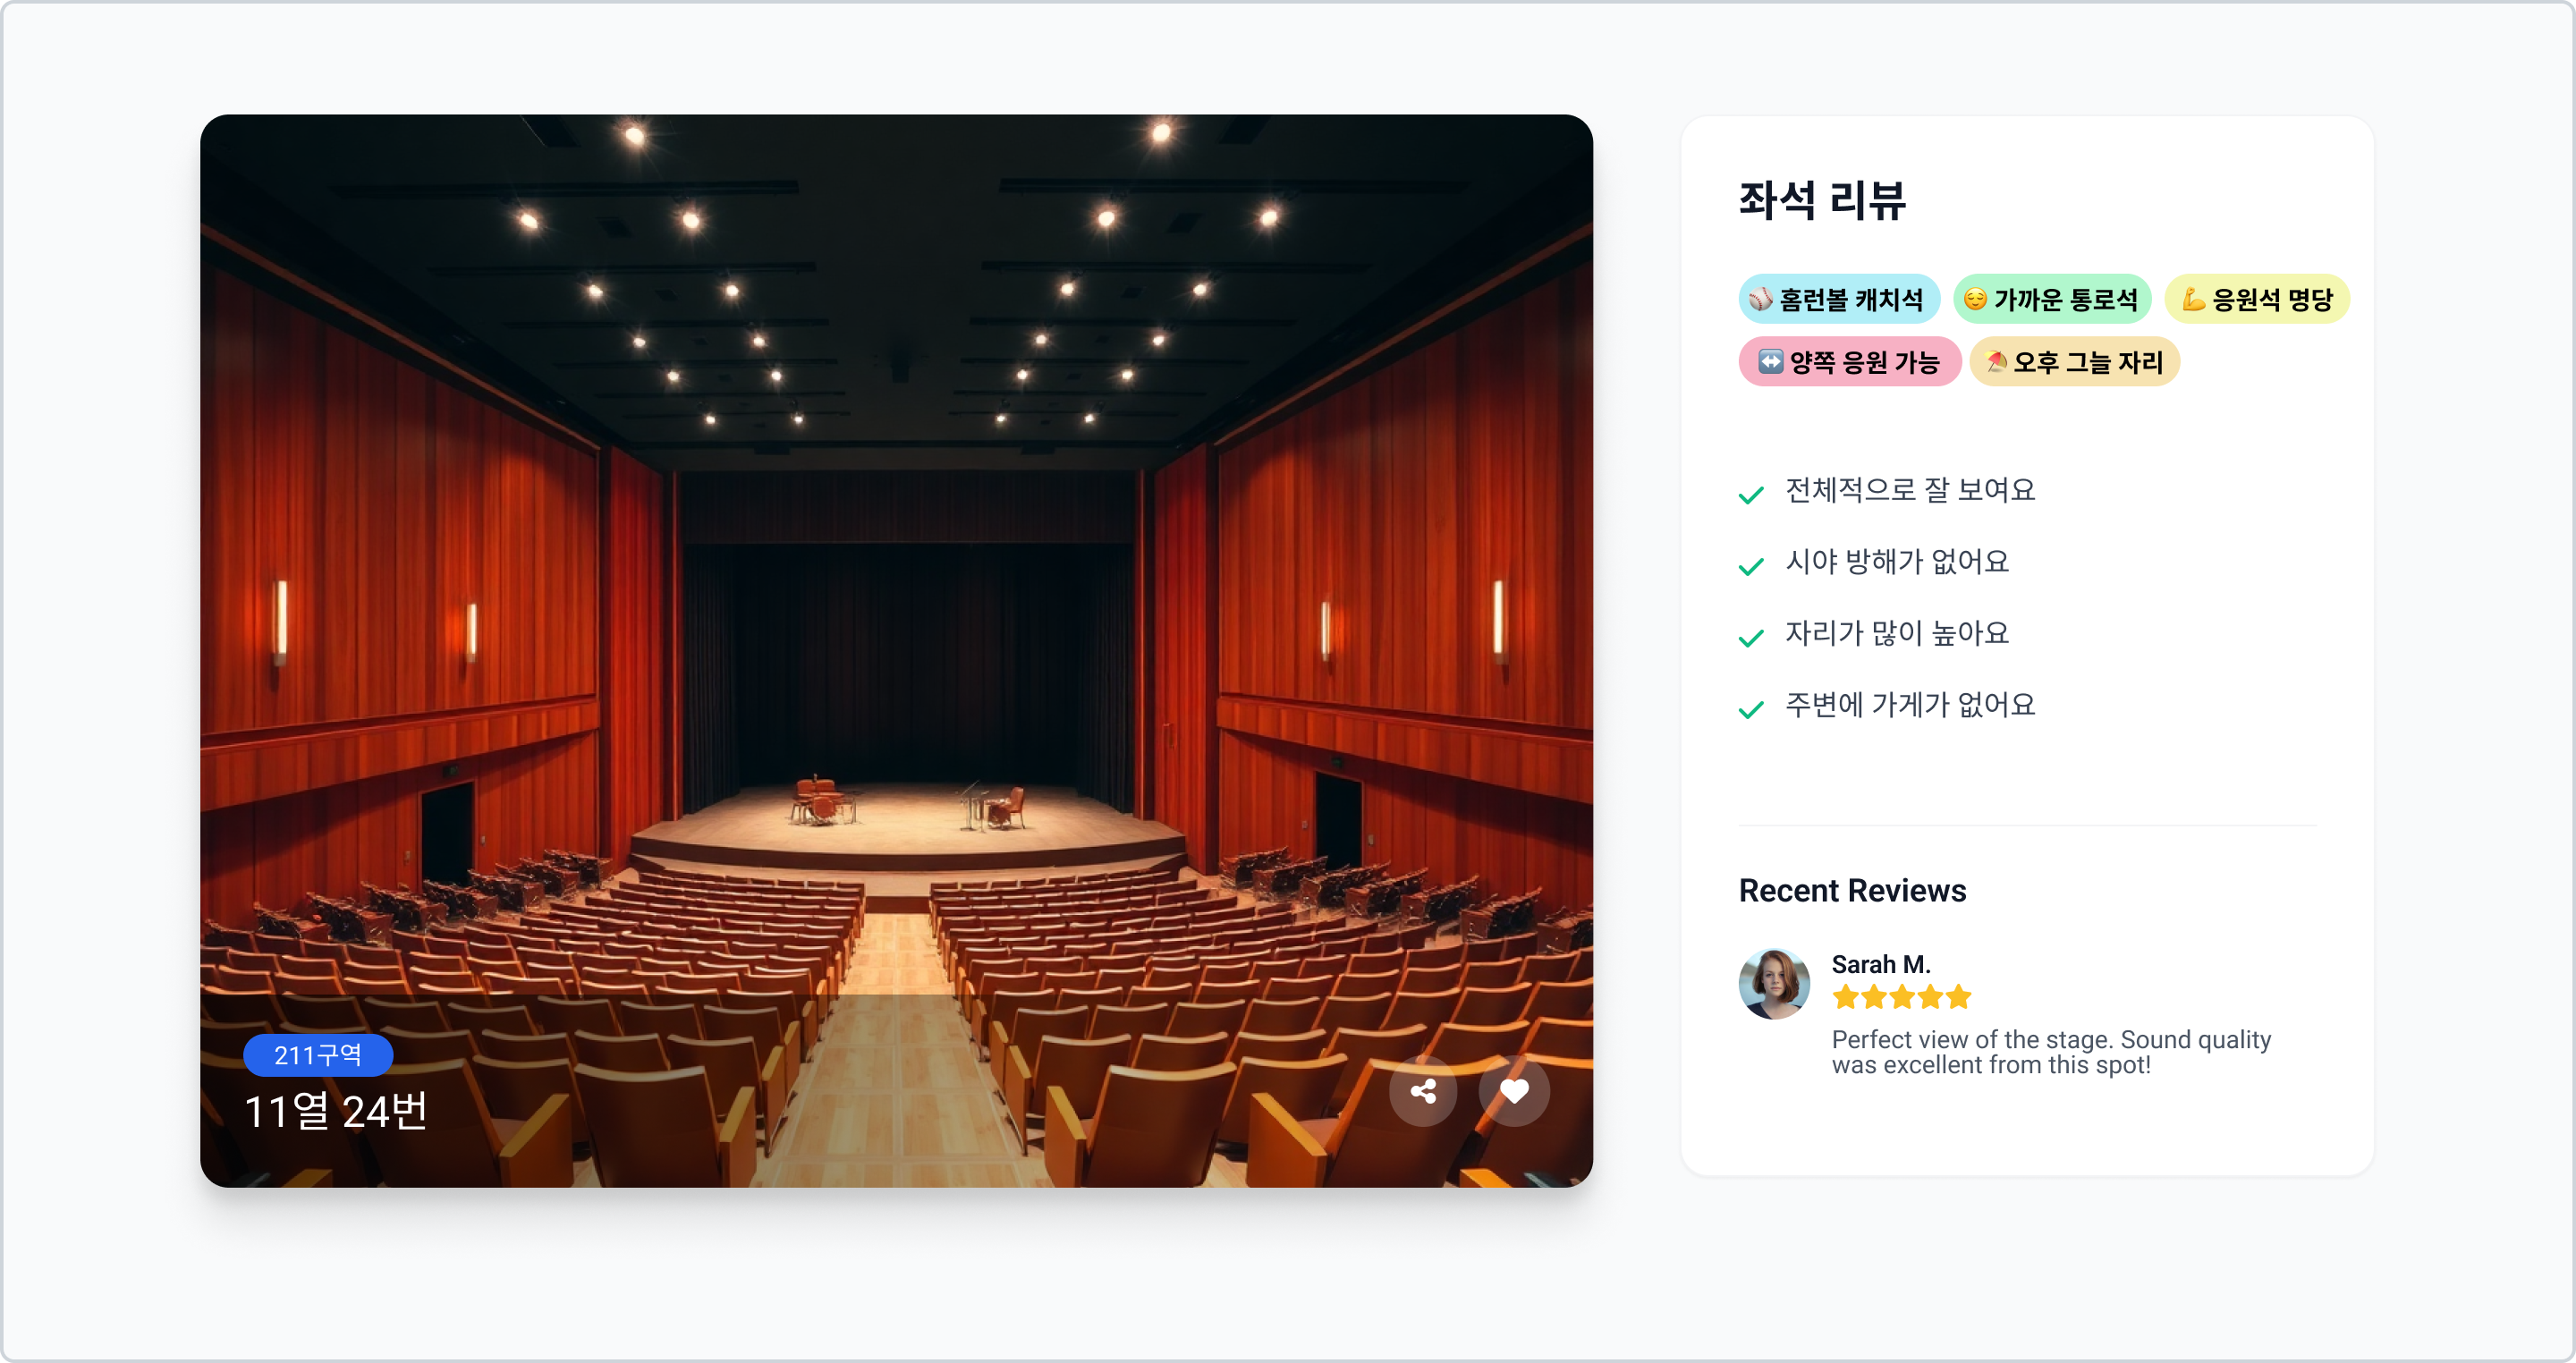 좌석 리뷰
⚾ 홈런볼 캐치석 😌 가까운 통로석 💪 응원석 명당
↔️ 양쪽 응원 가능 ⛱️ 오후 그늘 자리
전체적으로 잘 보여요
시야 방해가 없어요
자리가 많이 높아요
주변에 가게가 없어요
Recent Reviews
Sarah M.
Perfect view of the stage. Sound quality
was excellent from this spot!
211구역
11열 24번